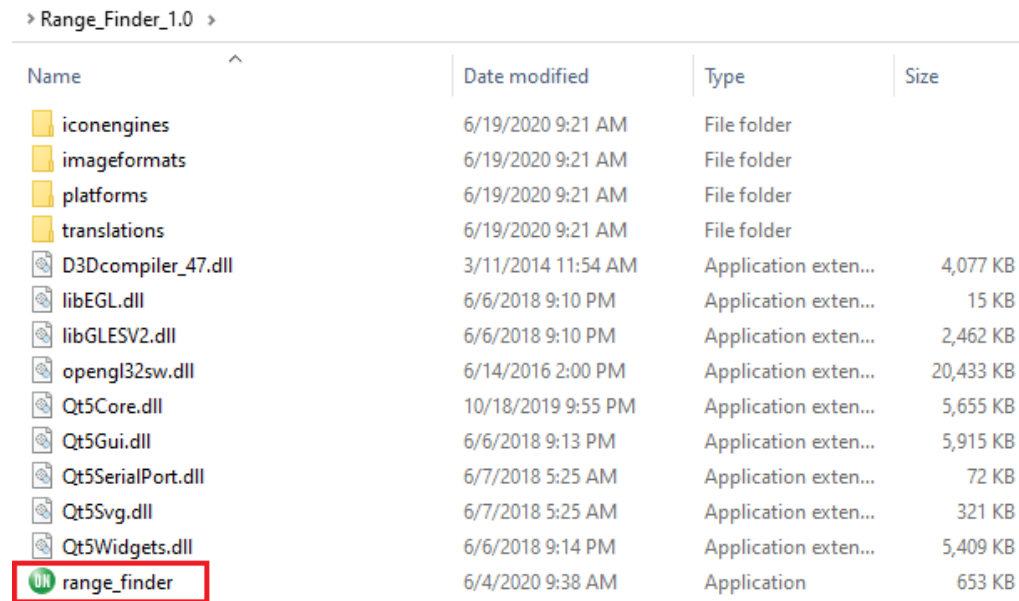 > Range_Finder_1.0 >
Name Date modified Type Size
iconengines 6/19/2020 9:21 AM File folder
imageformats 6/19/2020 9:21 AM File folder
platforms 6/19/2020 9:21 AM File folder
translations 6/19/2020 9:21 AM File folder
D3Dcompiler_47.dll 3/11/2014 11:54 AM Application exten... 4,077 KB
libEGL.dll 6/6/2018 9:10 PM Application exten... 15 KB
libGLESV2.dll 6/6/2018 9:10 PM Application exten... 2,462 KB
opengl32sw.dll 6/14/2016 2:00 PM Application exten... 20,433 KB
Qt5Core.dll 10/18/2019 9:55 PM Application exten... 5,655 KB
Qt5Gui.dll 6/6/2018 9:13 PM Application exten... 5,915 KB
Qt5SerialPort.dll 6/7/2018 5:25 AM Application exten... 72 KB
Qt5Svg.dll 6/7/2018 5:25 AM Application exten... 321 KB
Qt5Widgets.dll 6/6/2018 9:14 PM Application exten... 5,409 KB
ON range_finder 6/4/2020 9:38 AM Application 653 KB